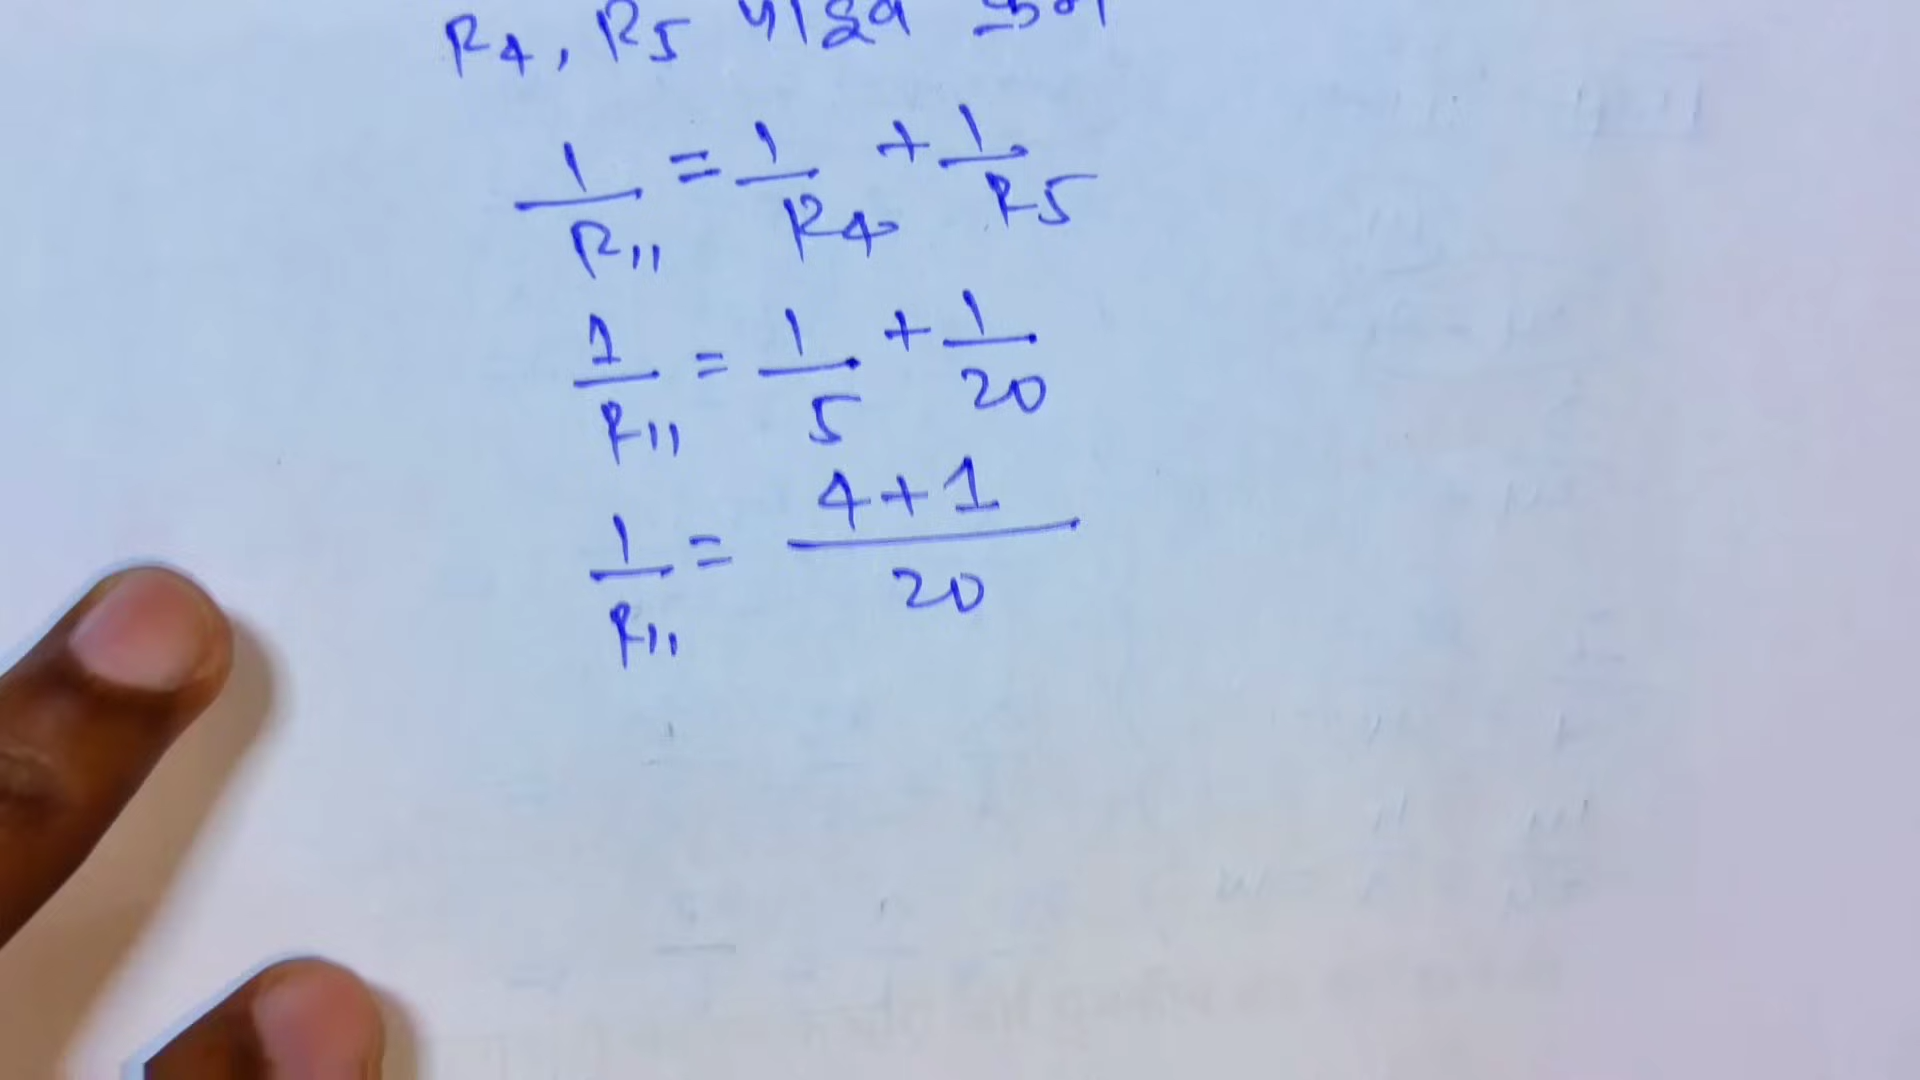 R4, R5
1/R11 = 1/R4 + 1/R5
1/R11 = 1/5 + 1/20
1/R11 = 4+1/20